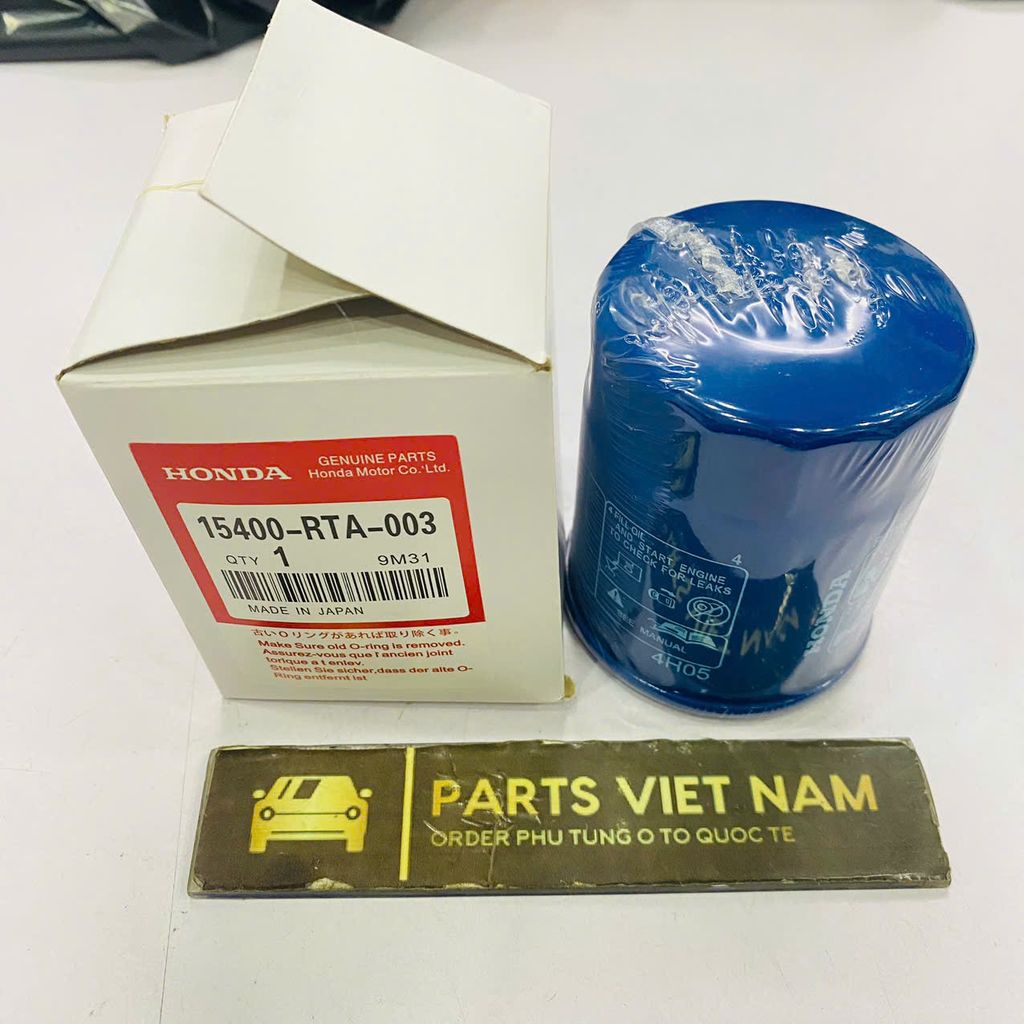 HONDA
GENUINE PARTS
Honda Motor Co.'Ltd.
15400-RTA-003
QTY 1 9M31
MADE IN JAPAN
古いOリングがあれば取り除く事。
Make Sure old O-ring is removed.
Assurez-vous que l'ancien joint
torique a t enlev.
Stellen Sie sicher,dass der alte O-
Ring entfernt ist
4
4 FILL OIL
AND START ENGINE
TO CHECK FOR LEAKS
SEE MANUAL
4H05
HONDA
PARTS VIET NAM
ORDER PHU TUNG O TO QUOC TE